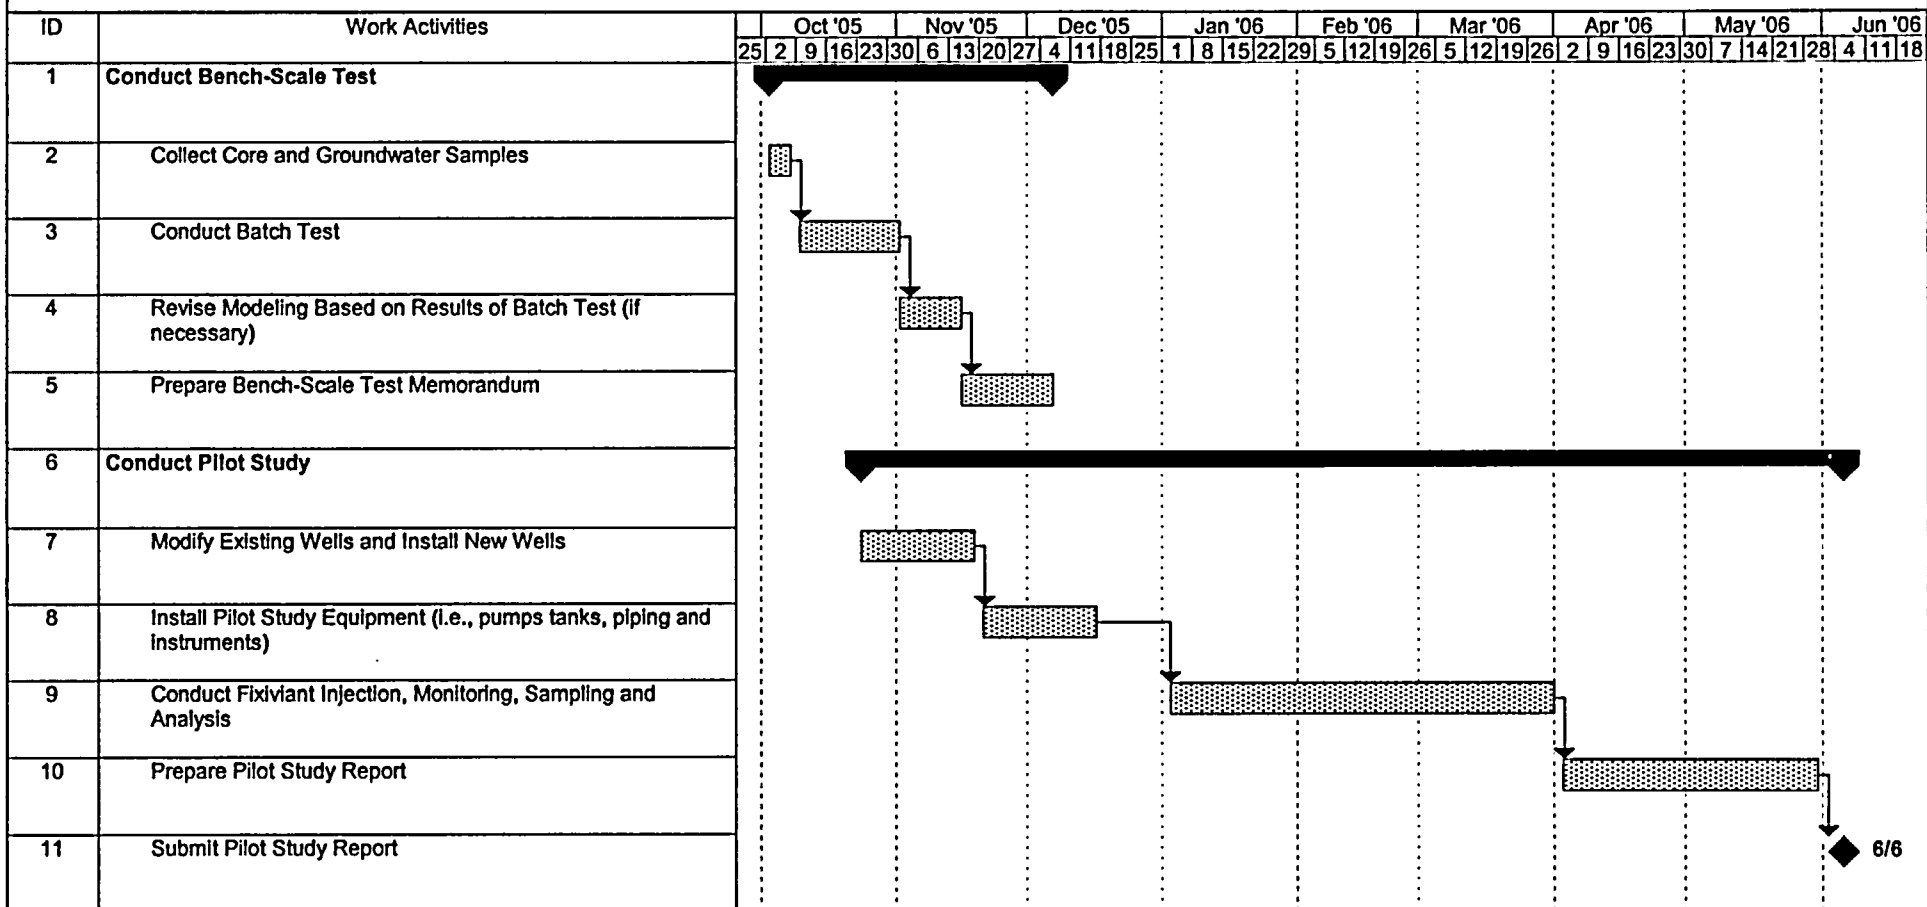 ID Work Activities Oct '05 Nov '05 Dec '05 Jan '06 Feb '06 Mar '06 Apr '06 May '06 Jun '06
25 2 9 16 23 30 6 13 20 27 4 11 18 25 1 8 15 22 29 5 12 19 26 5 12 19 26 2 9 16 23 30 7 14 21 28 4 11 18
1 Conduct Bench-Scale Test
2 Collect Core and Groundwater Samples
3 Conduct Batch Test
4 Revise Modeling Based on Results of Batch Test (if
necessary)
5 Prepare Bench-Scale Test Memorandum
6 Conduct Pilot Study
7 Modify Existing Wells and Install New Wells
8 Install Pilot Study Equipment (i.e., pumps tanks, piping and
instruments)
9 Conduct Fixiviant Injection, Monitoring, Sampling and
Analysis
10 Prepare Pilot Study Report
11 Submit Pilot Study Report 6/6